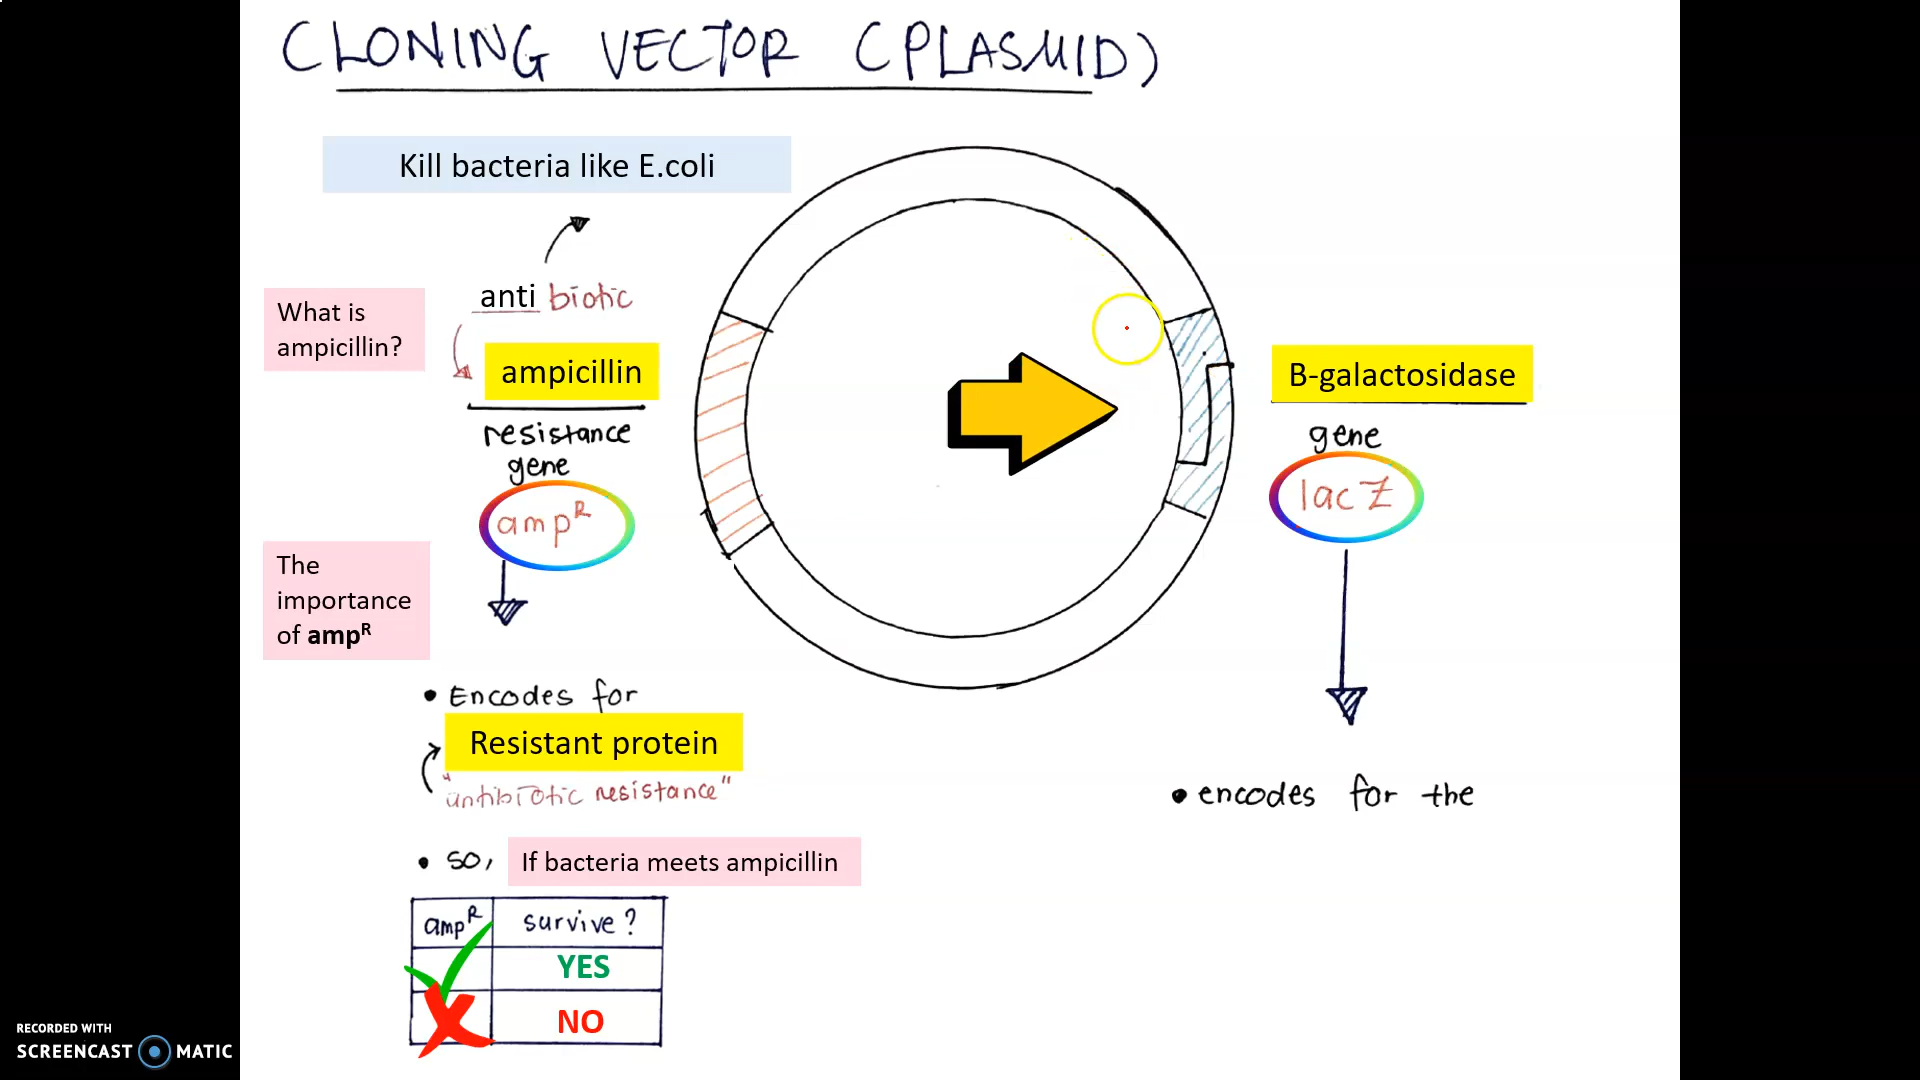 CLONING VECTOR (PLASMID)
Kill bacteria like E.coli
What is
ampicillin?
anti biotic
ampicillin
resistance
gene
ampᴿ
The
importance
of ampᴿ
• Encodes for
Resistant protein
"antibiotic resistance"
• so, If bacteria meets ampicillin
ampᴿ survive?
YES
NO
B-galactosidase
gene
lac Z
• encodes for the
RECORDED WITH
SCREENCAST MATIC